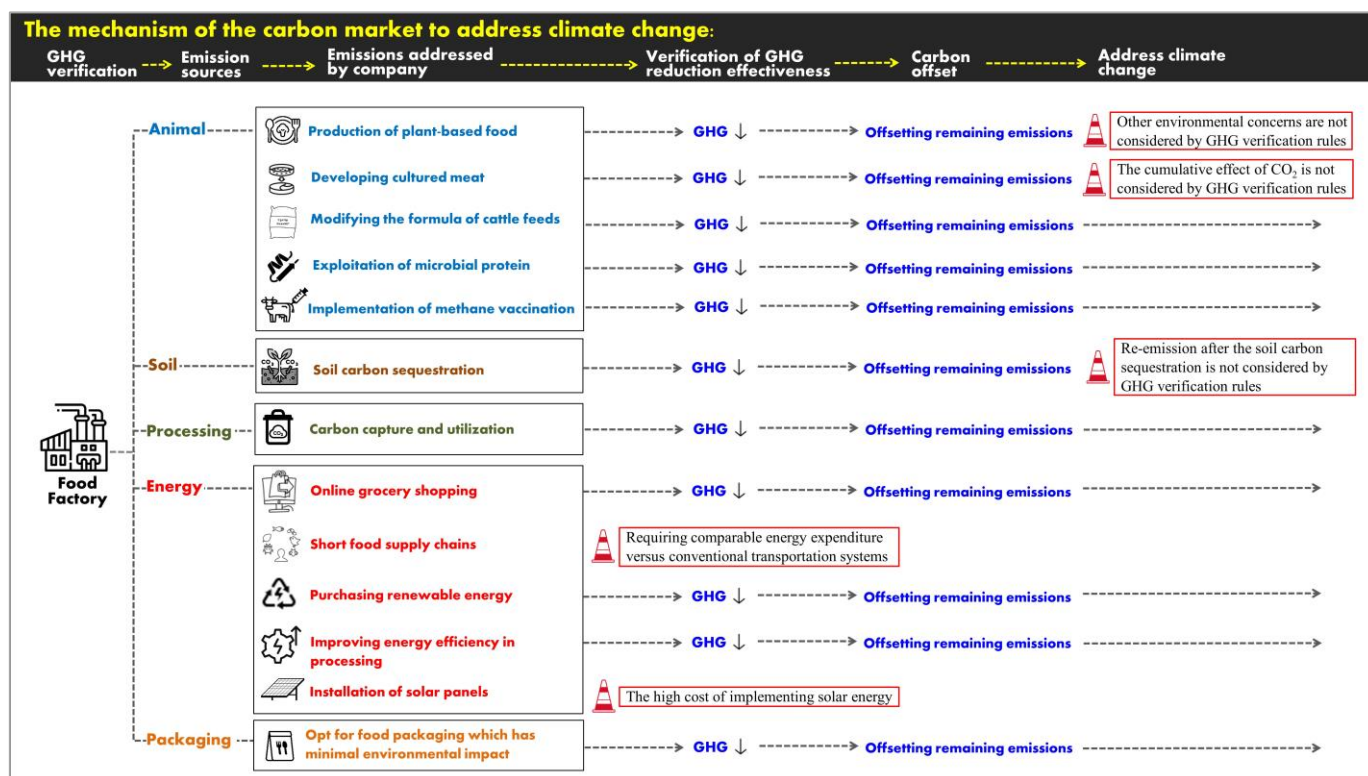 The mechanism of the carbon market to address climate change:
GHG
verification
Emission
sources
Emissions addressed
by company
Verification of GHG
reduction effectiveness
Carbon
offset
Address climate
change
Food
Factory
Animal
Production of plant-based food
GHG ↓
Offsetting remaining emissions
Other environmental concerns are not
considered by GHG verification rules
Developing cultured meat
GHG ↓
Offsetting remaining emissions
The cumulative effect of CO₂ is not
considered by GHG verification rules
Modifying the formula of cattle feeds
GHG ↓
Offsetting remaining emissions
Exploitation of microbial protein
GHG ↓
Offsetting remaining emissions
Implementation of methane vaccination
GHG ↓
Offsetting remaining emissions
Soil
Soil carbon sequestration
GHG ↓
Offsetting remaining emissions
Re-emission after the soil carbon
sequestration is not considered by
GHG verification rules
Processing
Carbon capture and utilization
GHG ↓
Offsetting remaining emissions
Energy
Online grocery shopping
GHG ↓
Offsetting remaining emissions
Short food supply chains
Requiring comparable energy expenditure
versus conventional transportation systems
Purchasing renewable energy
GHG ↓
Offsetting remaining emissions
Improving energy efficiency in
processing
GHG ↓
Offsetting remaining emissions
Installation of solar panels
The high cost of implementing solar energy
Packaging
Opt for food packaging which has
minimal environmental impact
GHG ↓
Offsetting remaining emissions